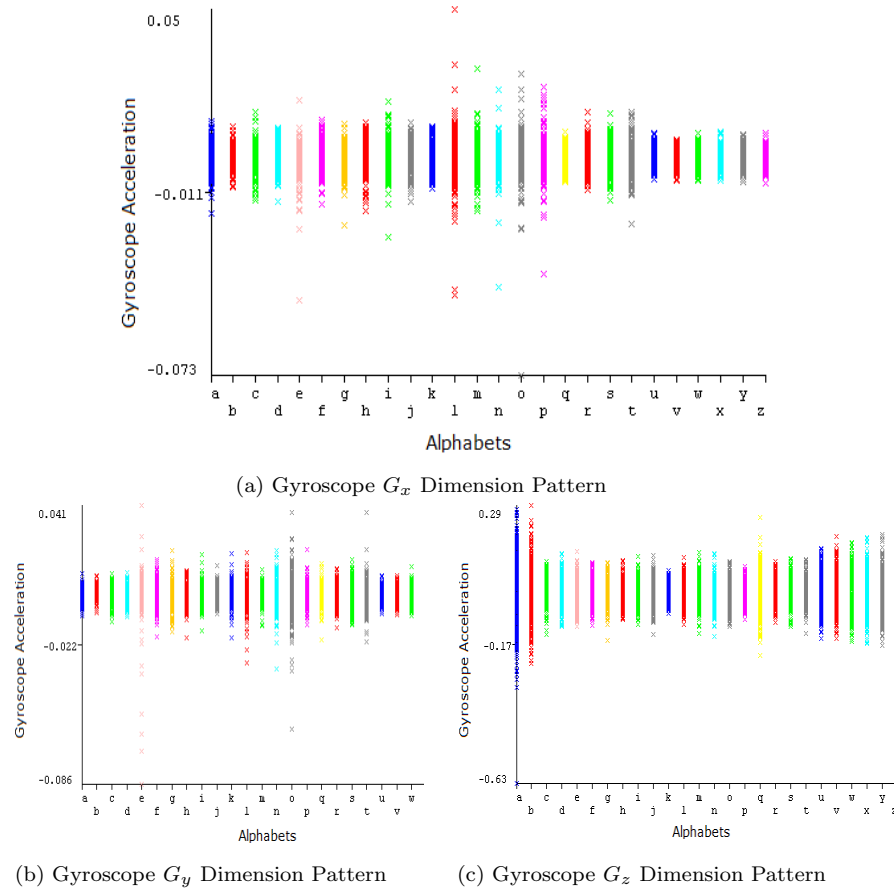 0.05
-0.011
-0.073
Gyroscope Acceleration
a c e g i k m o q s u w y
b d f h j l n p r t v x z
Alphabets
(a) Gyroscope Gx Dimension Pattern
0.041
-0.022
-0.086
Gyroscope Acceleration
a c e g i k m o q s u w
b d f h j l n p r t v
Alphabets
0.29
-0.17
-0.63
Gyroscope Acceleration
a c e g i k m o q s u w y
b d f h j l n p r t v x z
Alphabets
(b) Gyroscope Gy Dimension Pattern
(c) Gyroscope Gz Dimension Pattern